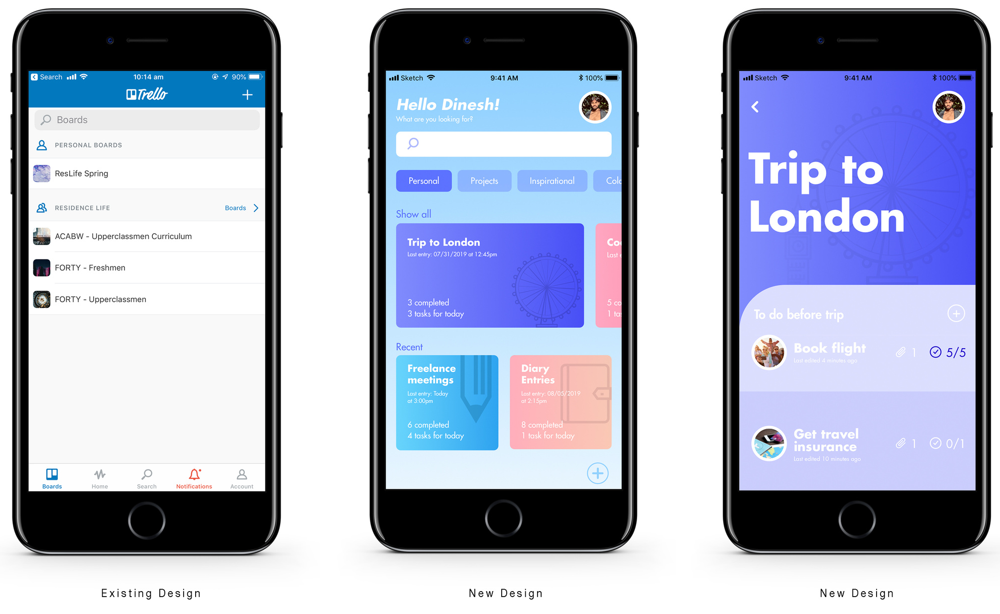 Search
10:14 am
90%
Trello
Boards
PERSONAL BOARDS
ResLife Spring
RESIDENCE LIFE
Boards
ACABW - Upperclassmen Curriculum
FORTY - Freshmen
FORTY - Upperclassmen
Boards
Home
Search
Notifications
Account
Existing Design
Sketch
9:41 AM
100%
Hello Dinesh!
What are you looking for?
Personal
Projects
Inspirational
Colo
Show all
Trip to London
Last entry: 07/31/2019 at 12:45pm
3 completed
3 tasks for today
Last
5 co
1 ta
Recent
Freelance
meetings
Last entry: Today
at 3:00pm
6 completed
4 tasks for today
Diary
Entries
Last entry: 08/05/2019
at 2:15pm
8 completed
1 task for today
New Design
Sketch
9:41 AM
100%
Trip to
London
To do before trip
Book flight
Last edited 4 minutes ago
1
5/5
Get travel
insurance
Last edited 10 minutes ago
1
0/1
New Design